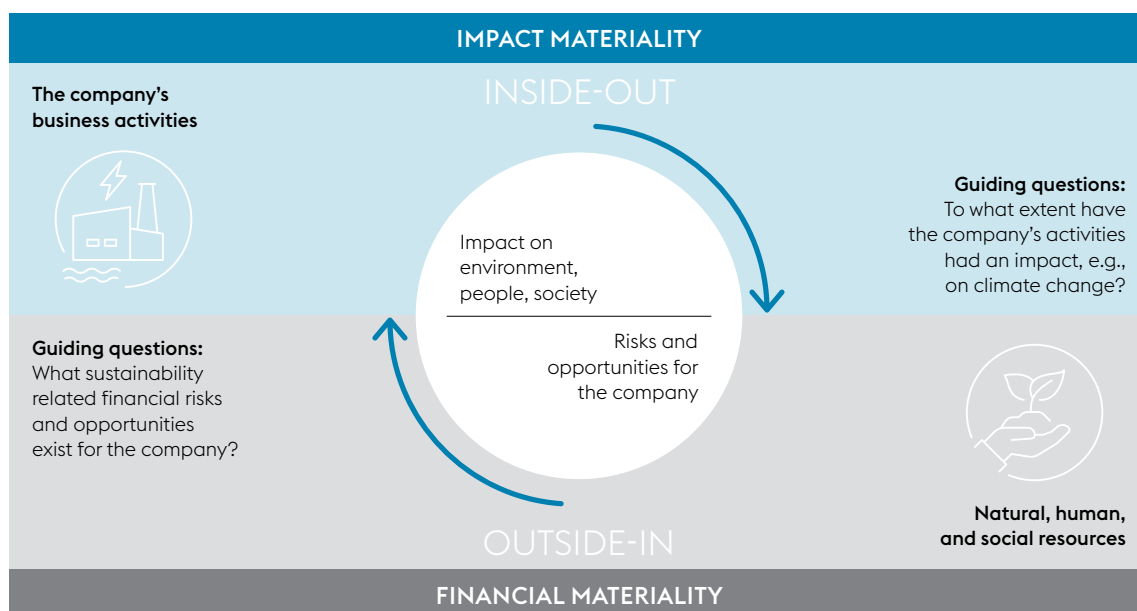 IMPACT MATERIALITY
INSIDE-OUT
The company’s
business activities
Guiding questions:
To what extent have
the company’s activities
had an impact, e.g.,
on climate change?
Impact on
environment,
people, society
Risks and
opportunities for
the company
Guiding questions:
What sustainability
related financial risks
and opportunities
exist for the company?
Natural, human,
and social resources
OUTSIDE-IN
FINANCIAL MATERIALITY